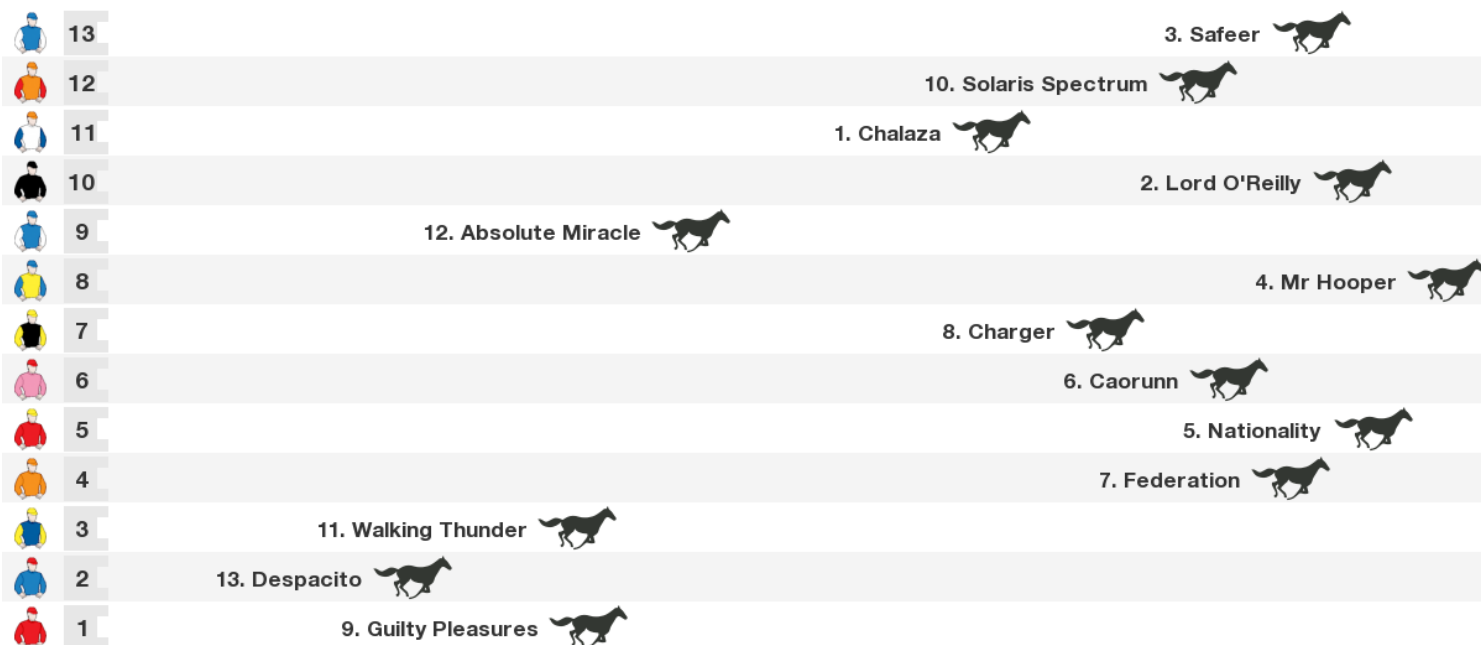 13 3. Safeer
12 10. Solaris Spectrum
11 1. Chalaza
10 2. Lord O'Reilly
9 12. Absolute Miracle
8 4. Mr Hooper
7 8. Charger
6 6. Caorunn
5 5. Nationality
4 7. Federation
3 11. Walking Thunder
2 13. Despacito
1 9. Guilty Pleasures